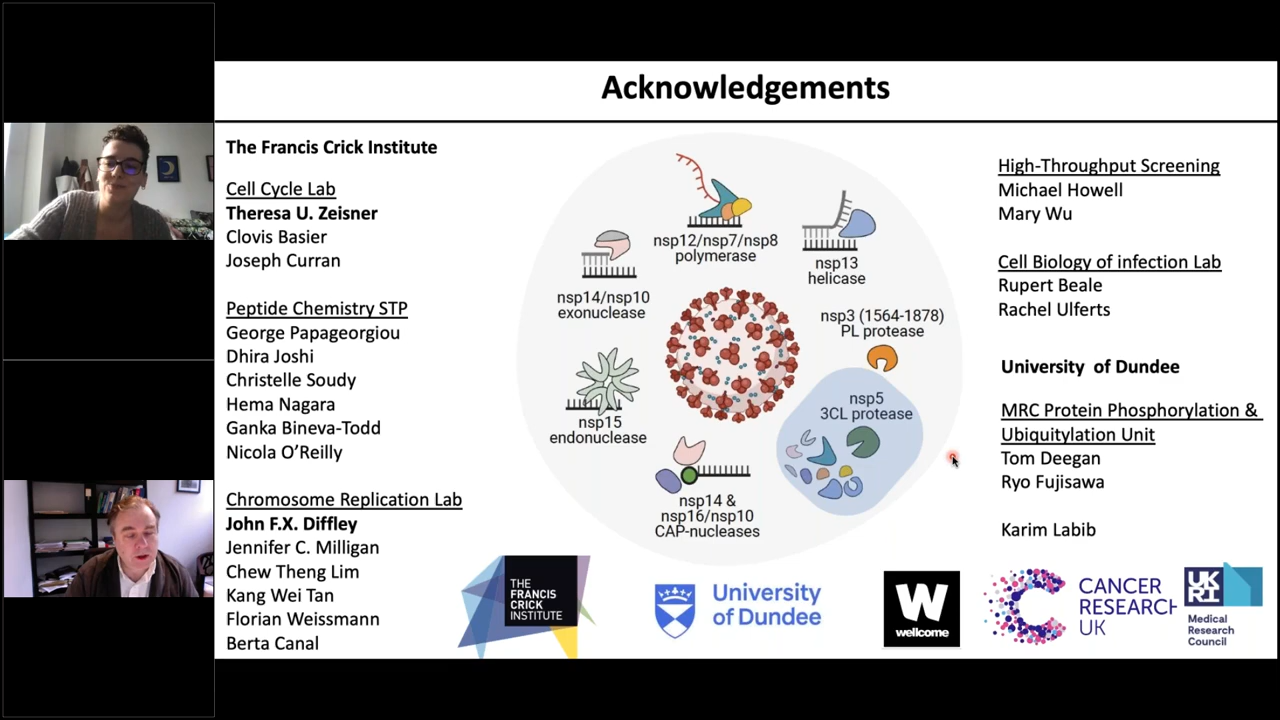 Acknowledgements
The Francis Crick Institute
Cell Cycle Lab
Theresa U. Zeisner
Clovis Basier
Joseph Curran
Peptide Chemistry STP
George Papageorgiou
Dhira Joshi
Christelle Soudy
Hema Nagara
Ganka Bineva-Todd
Nicola O'Reilly
Chromosome Replication Lab
John F.X. Diffley
Jennifer C. Milligan
Chew Theng Lim
Kang Wei Tan
Florian Weissmann
Berta Canal
nsp12/nsp7/nsp8
polymerase
nsp13
helicase
nsp14/nsp10
exonuclease
nsp3 (1564-1878)
PL protease
nsp5
3CL protease
nsp15
endonuclease
nsp14 &
nsp16/nsp10
CAP-nucleases
High-Throughput Screening
Michael Howell
Mary Wu
Cell Biology of infection Lab
Rupert Beale
Rachel Ulferts
University of Dundee
MRC Protein Phosphorylation &
Ubiquitylation Unit
Tom Deegan
Ryo Fujisawa
Karim Labib
THE
FRANCIS
CRICK
INSTITUTE
University
of Dundee
W
wellcome
CANCER
RESEARCH
UK
UK
RI
Medical
Research
Council